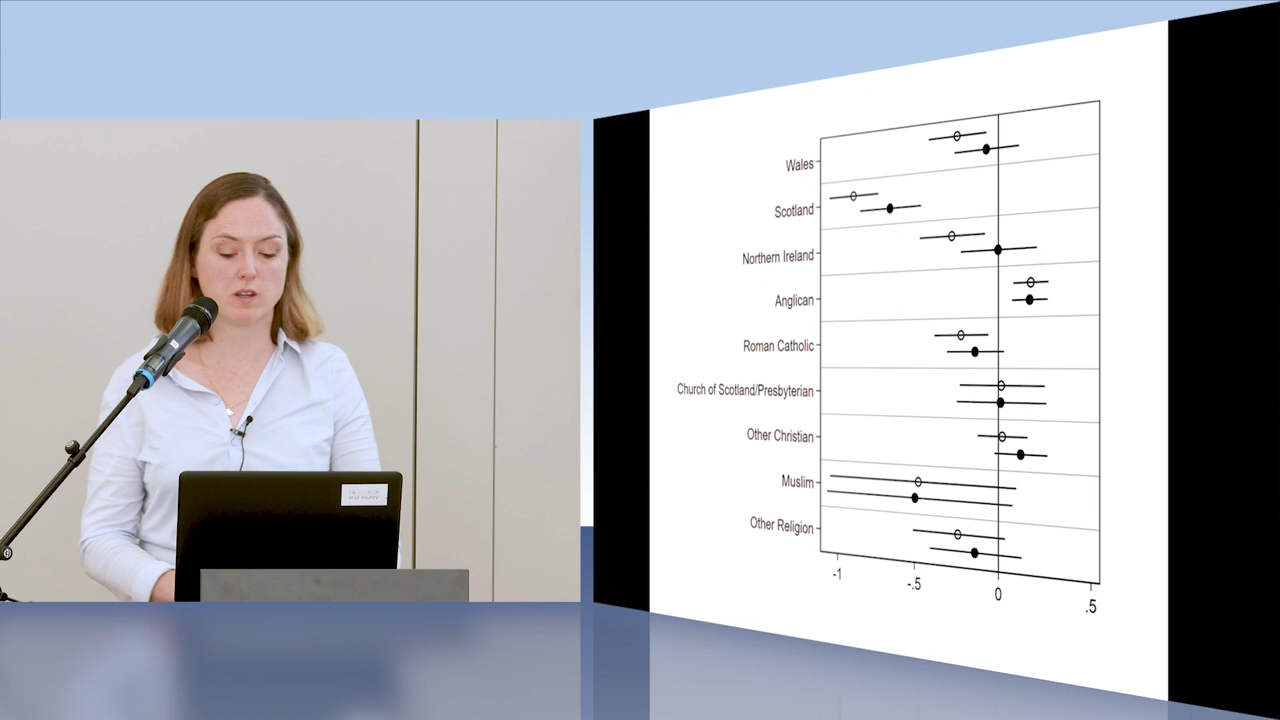 Wales
Scotland
Northern Ireland
Anglican
Roman Catholic
Church of Scotland/Presbyterian
Other Christian
Muslim
Other Religion
-1
-.5
0
.5